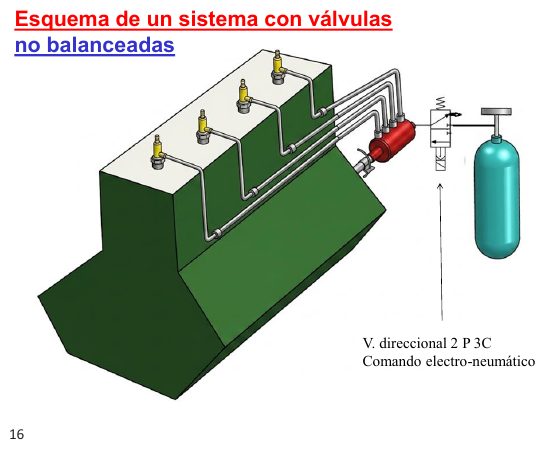 Esquema de un sistema con válvulas
no balanceadas
V. direccional 2 P 3C
Comando electro-neumático
16